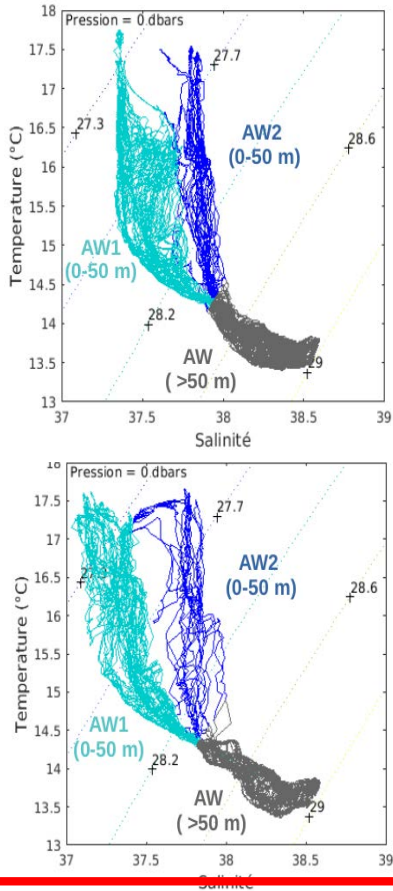 18
Pression = 0 dbars
17.5
27.7
17
27.3
16.5
28.6
AW2
(0-50 m)
16
15.5
AW1
(0-50 m)
15
14.5
28.2
14
AW
( >50 m)
13.5
29
13
37
37.5
38
38.5
39
Temperature (°C)
Salinité
18
Pression = 0 dbars
17.5
27.7
17
27.3
16.5
28.6
AW2
(0-50 m)
16
15.5
15
AW1
(0-50 m)
14.5
28.2
14
AW
( >50 m)
13.5
29
13
37
37.5
38
38.5
39
Temperature (°C)
Salinité